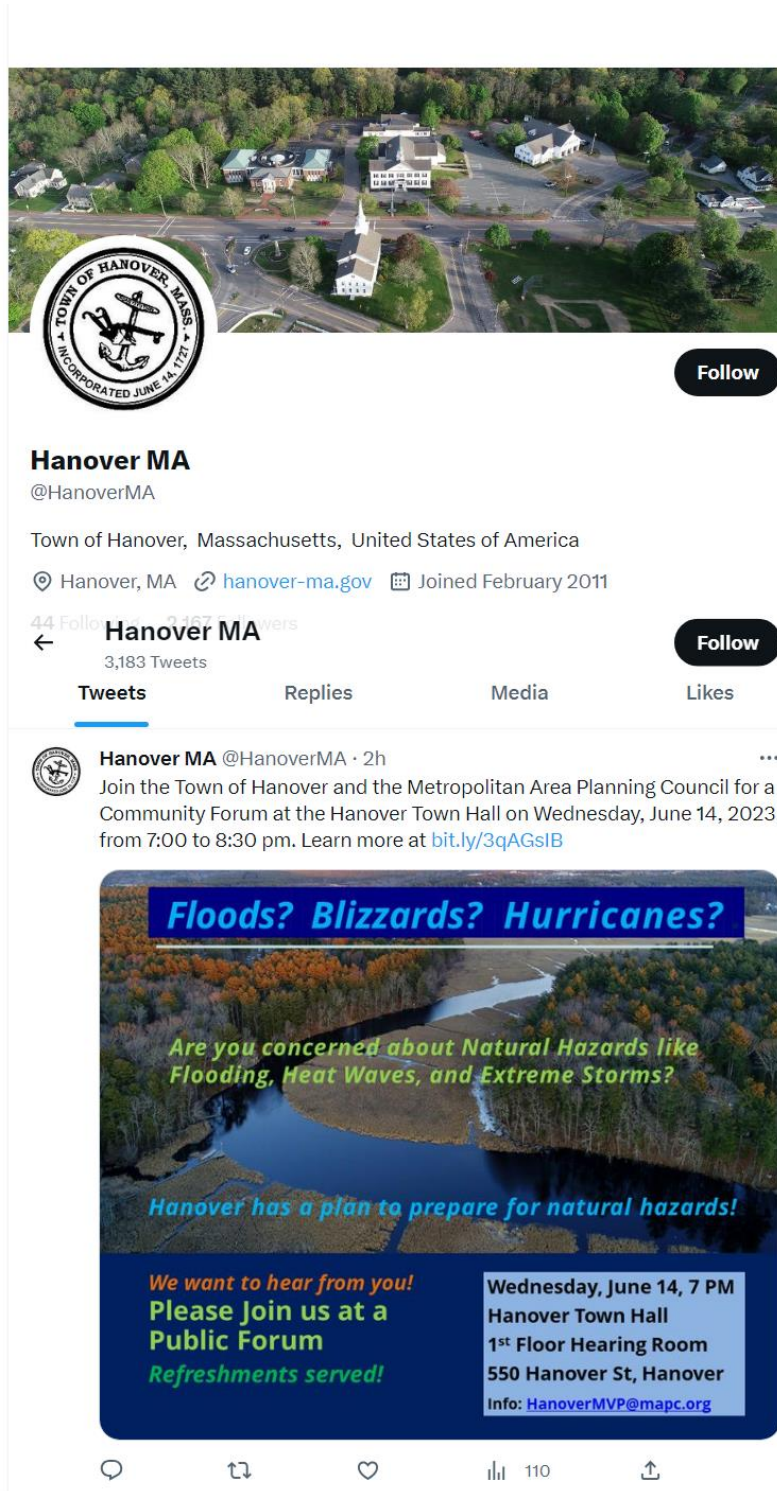 TOWN OF HANOVER, MASS.
INCORPORATED JUNE 14, 1727
Follow
Hanover MA
@HanoverMA
Town of Hanover, Massachusetts, United States of America
Hanover, MA hanover-ma.gov Joined February 2011
44 Following 2,167 Followers
Hanover MA
3,183 Tweets
Follow
Tweets Replies Media Likes
Hanover MA @HanoverMA · 2h
Join the Town of Hanover and the Metropolitan Area Planning Council for a
Community Forum at the Hanover Town Hall on Wednesday, June 14, 2023
from 7:00 to 8:30 pm. Learn more at bit.ly/3qAGsIB
Floods? Blizzards? Hurricanes?
Are you concerned about Natural Hazards like
Flooding, Heat Waves, and Extreme Storms?
Hanover has a plan to prepare for natural hazards!
We want to hear from you!
Please Join us at a
Public Forum
Refreshments served!
Wednesday, June 14, 7 PM
Hanover Town Hall
1st Floor Hearing Room
550 Hanover St, Hanover
Info: HanoverMVP@mapc.org
110